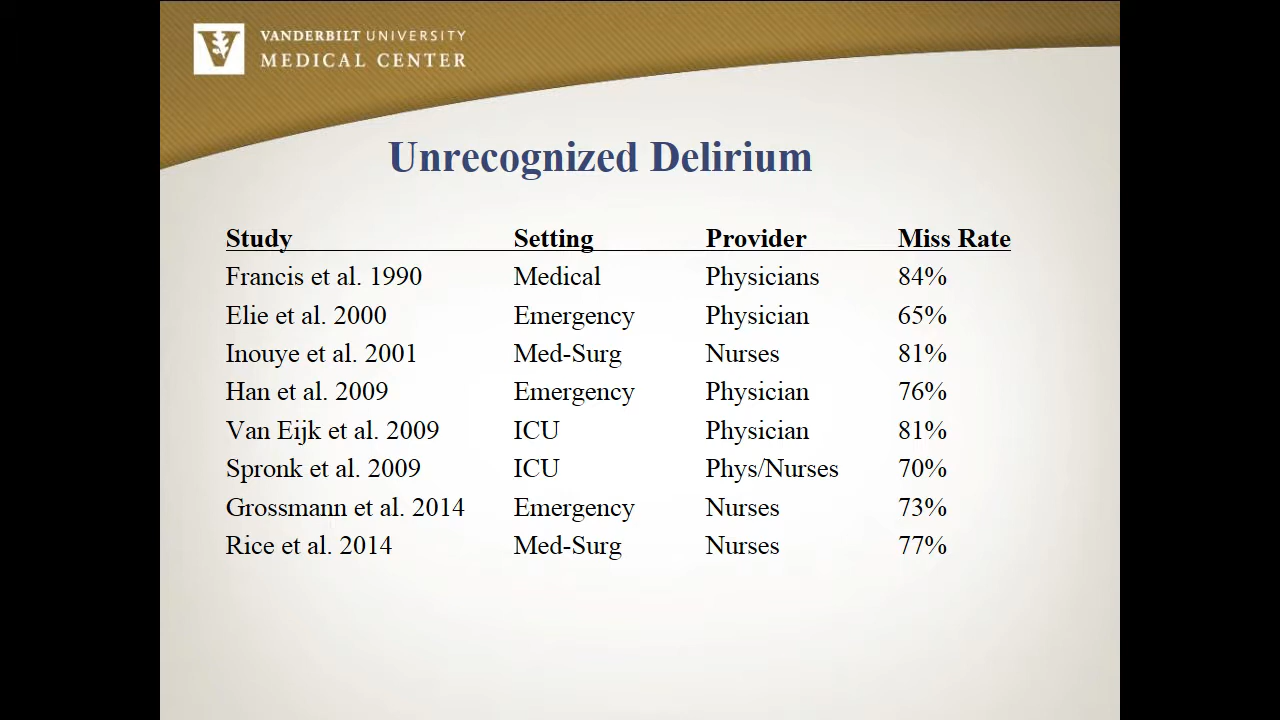 VANDERBILT UNIVERSITY
MEDICAL CENTER
Unrecognized Delirium
Study Setting Provider Miss Rate
Francis et al. 1990 Medical Physicians 84%
Elie et al. 2000 Emergency Physician 65%
Inouye et al. 2001 Med-Surg Nurses 81%
Han et al. 2009 Emergency Physician 76%
Van Eijk et al. 2009 ICU Physician 81%
Spronk et al. 2009 ICU Phys/Nurses 70%
Grossmann et al. 2014 Emergency Nurses 73%
Rice et al. 2014 Med-Surg Nurses 77%